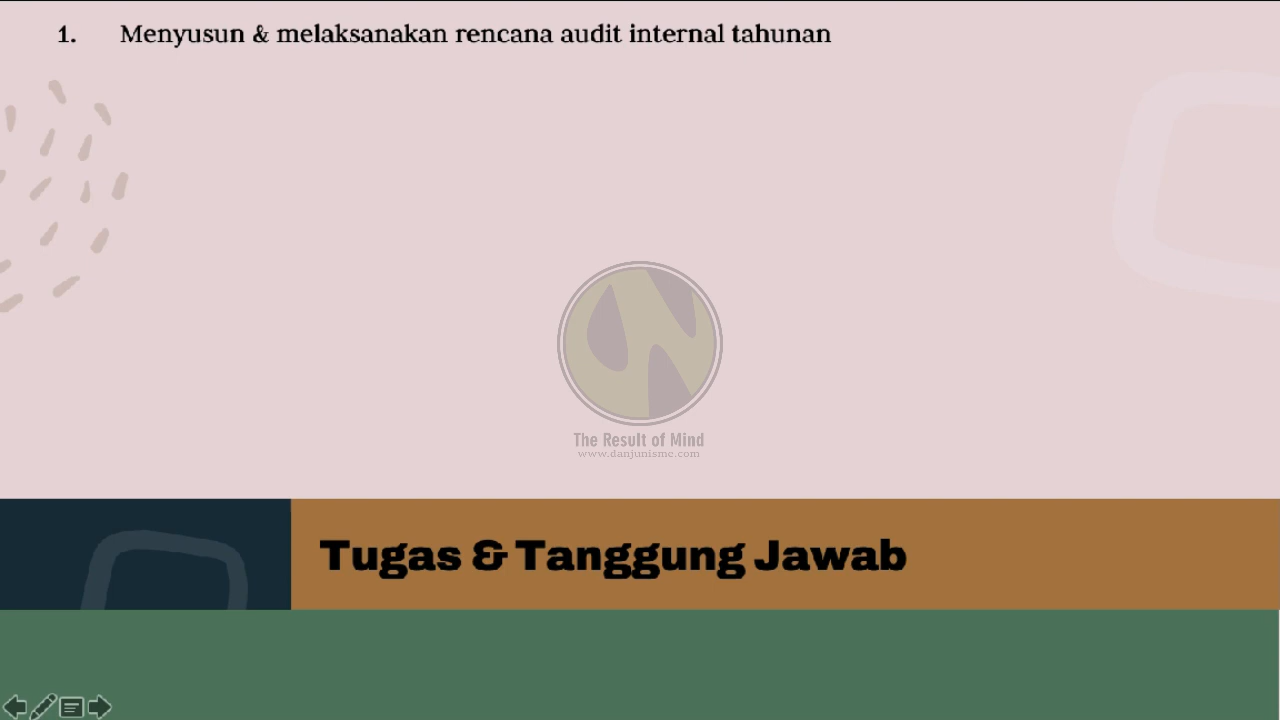 1. Menyusun & melaksanakan rencana audit internal tahunan
The Result of Mind
www.danjunisme.com
Tugas & Tanggung Jawab